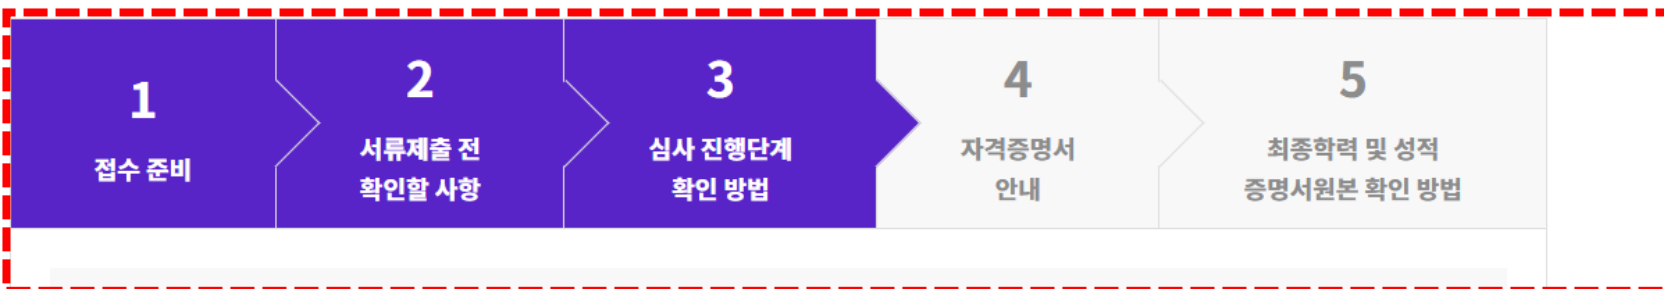 1
접수 준비
2
서류제출 전
확인할 사항
3
심사 진행단계
확인 방법
4
자격증명서
안내
5
최종학력 및 성적
증명서원본 확인 방법